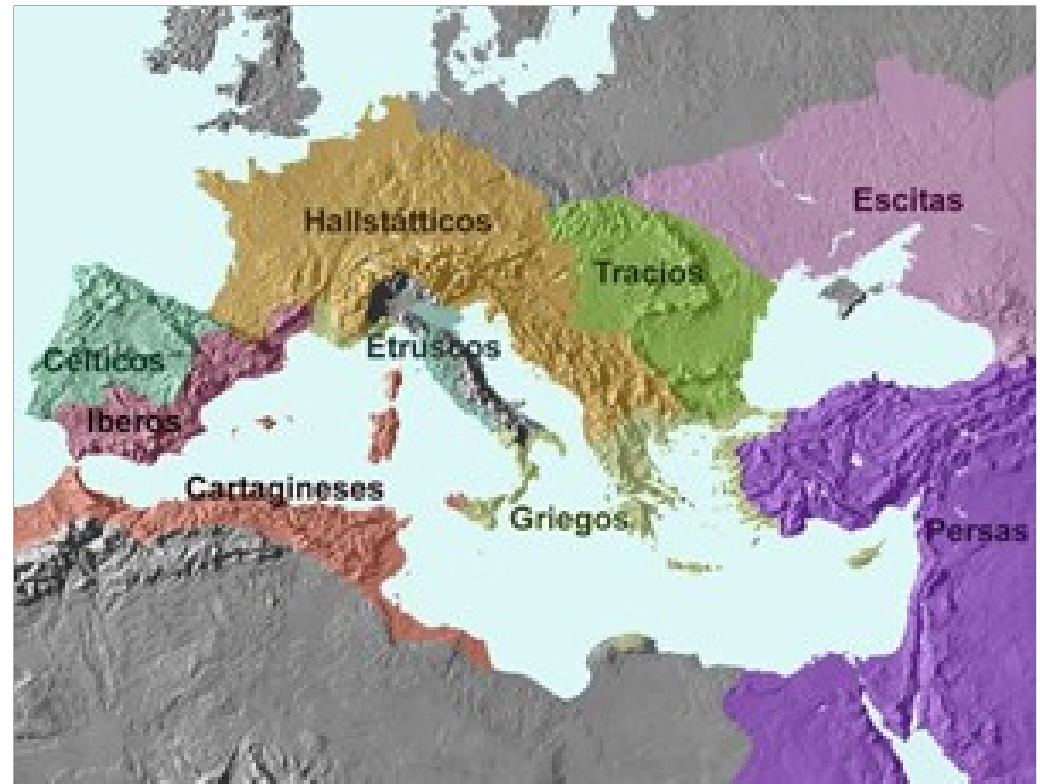 Escitas
Hallstátticos
Tracios
Etruscos
Célticos
Iberos
Cartagineses
Griegos
Persas